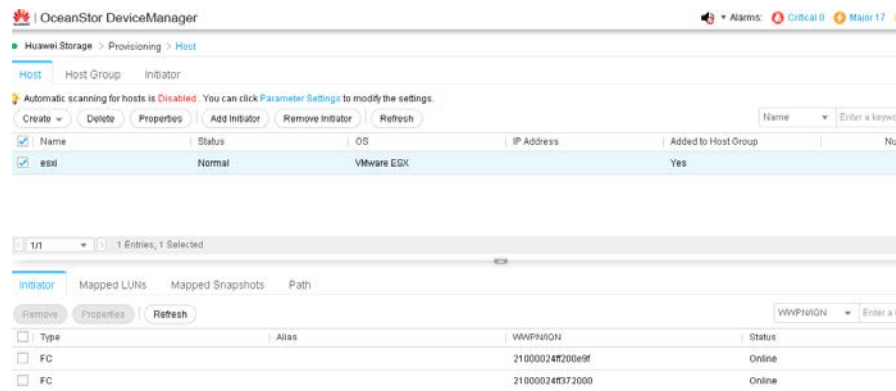 OceanStor DeviceManager Alarms: Critical 0 Major 17
Huawei.Storage > Provisioning > Host
Host Host Group Initiator
Automatic scanning for hosts is Disabled . You can click Parameter Settings to modify the settings.
Create Delete Properties Add Initiator Remove Initiator Refresh Name Enter a keywo
Name Status OS IP Address Added to Host Group Nu
esxi Normal VMware ESX Yes
1/1 1 Entries, 1 Selected
Initiator Mapped LUNs Mapped Snapshots Path
Remove Properties Refresh WWPN/IQN Enter a
Type Alias WWPN/IQN Status
FC 21000024ff200e9f Online
FC 21000024ff372000 Online